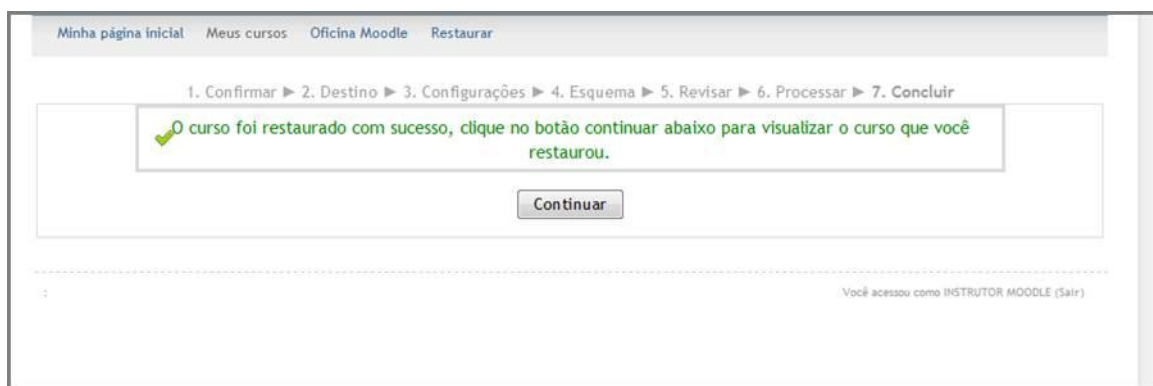 Minha página inicial Meus cursos Oficina Moodle Restaurar
1. Confirmar ► 2. Destino ► 3. Configurações ► 4. Esquema ► 5. Revisar ► 6. Processar ► 7. Concluir
O curso foi restaurado com sucesso, clique no botão continuar abaixo para visualizar o curso que você
restaurou.
Continuar
: Você acessou como INSTRUTOR MOODLE (Sair)